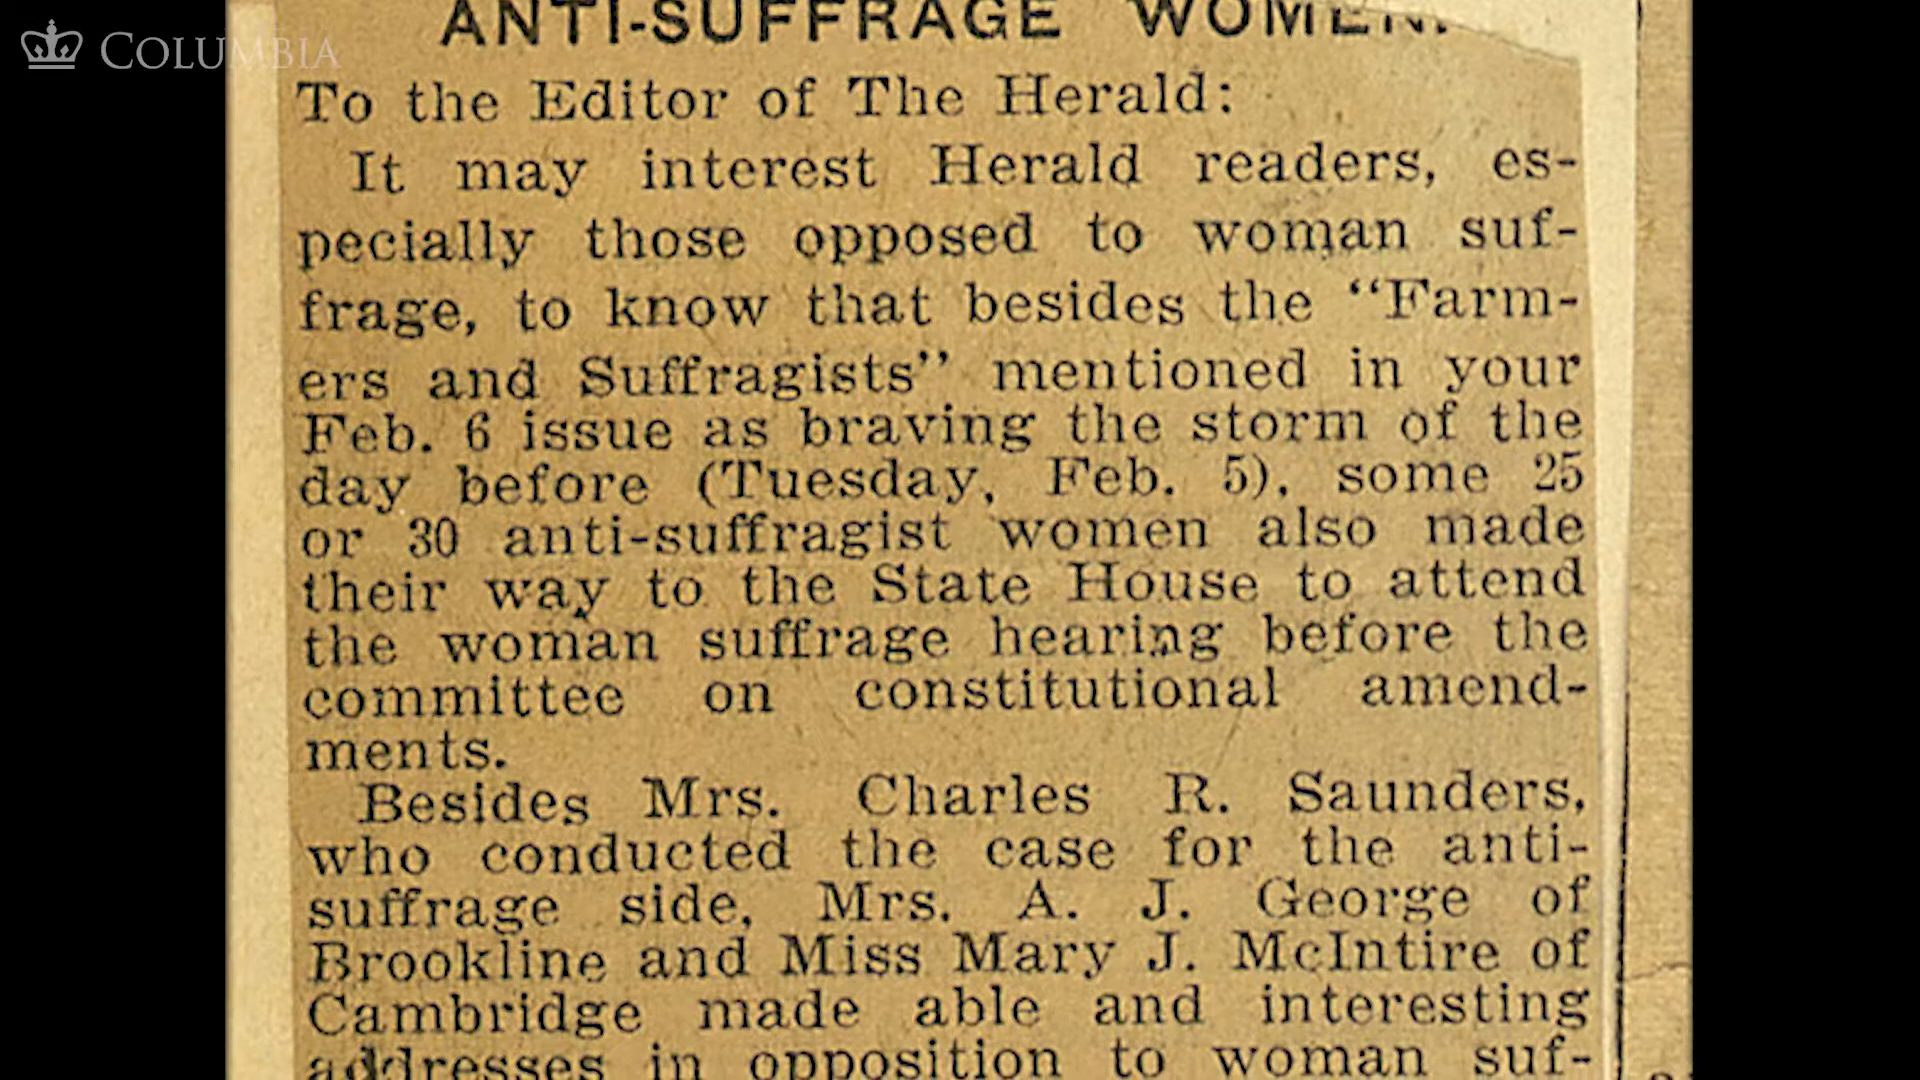 COLUMBIA
ANTI-SUFFRAGE WOMEN.
To the Editor of The Herald:
It may interest Herald readers, es-
pecially those opposed to woman suf-
frage, to know that besides the "Farm-
ers and Suffragists" mentioned in your
Feb. 6 issue as braving the storm of the
day before (Tuesday, Feb. 5), some 25
or 30 anti-suffragist women also made
their way to the State House to attend
the woman suffrage hearing before the
committee on constitutional amend-
ments.
Besides Mrs. Charles R. Saunders,
who conducted the case for the anti-
suffrage side, Mrs. A. J. George of
Brookline and Miss Mary J. McIntire of
Cambridge made able and interesting
addresses in opposition to woman suf-